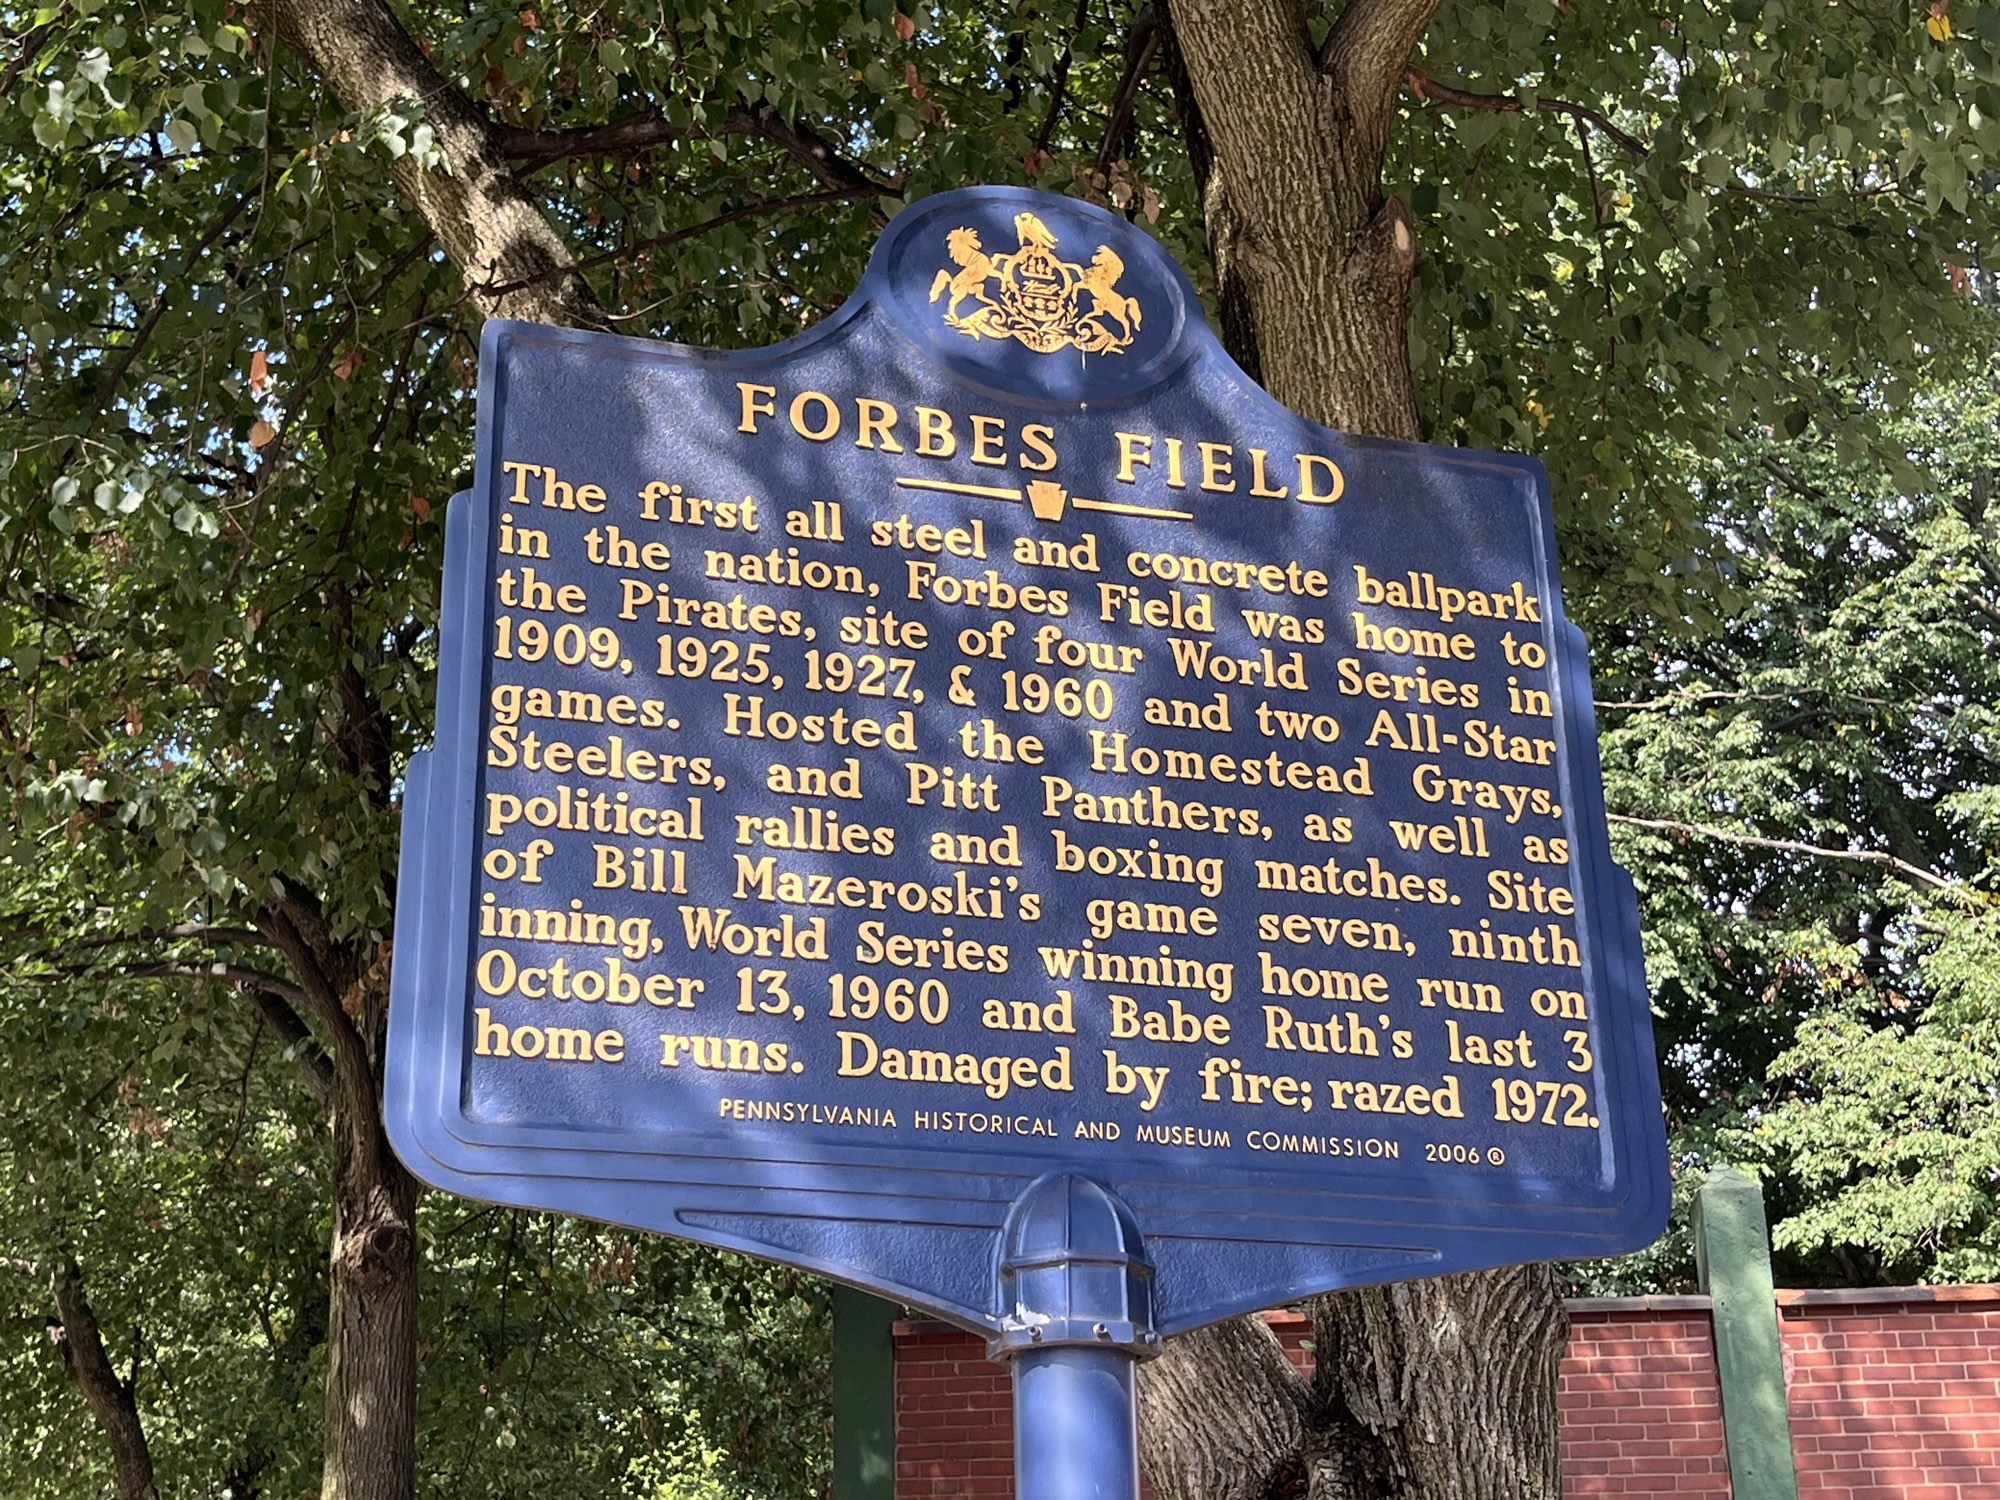 FORBES FIELD
The first all steel and concrete ballpark
in the nation, Forbes Field was home to
the Pirates, site of four World Series in
1909, 1925, 1927, & 1960 and two All-Star
games. Hosted the Homestead Grays,
Steelers, and Pitt Panthers, as well as
political rallies and boxing matches. Site
of Bill Mazeroski's game seven, ninth
inning, World Series winning home run on
October 13, 1960 and Babe Ruth's last 3
home runs. Damaged by fire; razed 1972.
PENNSYLVANIA HISTORICAL AND MUSEUM COMMISSION 2006 ®